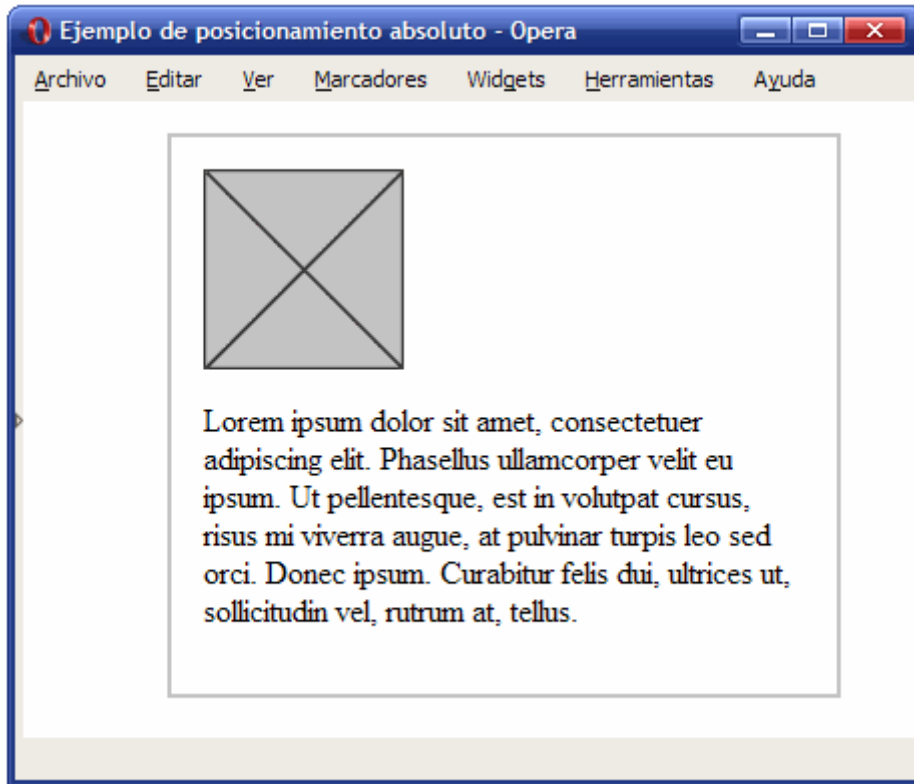 Ejemplo de posicionamiento absoluto - Opera
Archivo Editar Ver Marcadores Widgets Herramientas Ayuda
Lorem ipsum dolor sit amet, consectetuer
adipiscing elit. Phasellus ullamcorper velit eu
ipsum. Ut pellentesque, est in volutpat cursus,
risus mi viverra augue, at pulvinar turpis leo sed
orci. Donec ipsum. Curabitur felis dui, ultrices ut,
sollicitudin vel, rutrum at, tellus.